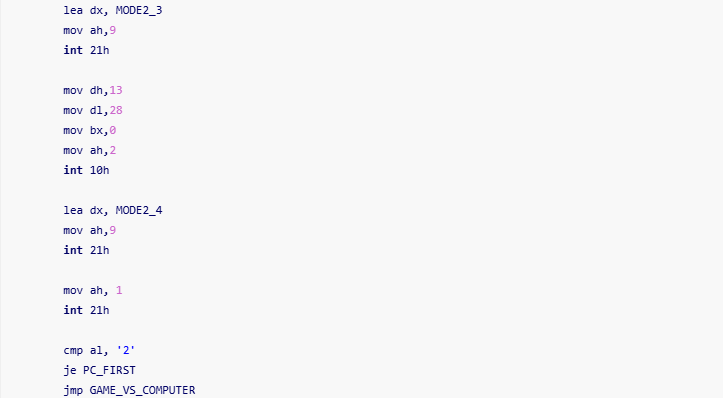 lea dx, MODE2_3
mov ah,9
int 21h
mov dh,13
mov dl,28
mov bx,0
mov ah,2
int 10h
lea dx, MODE2_4
mov ah,9
int 21h
mov ah, 1
int 21h
cmp al, '2'
je PC_FIRST
jmp GAME_VS_COMPUTER